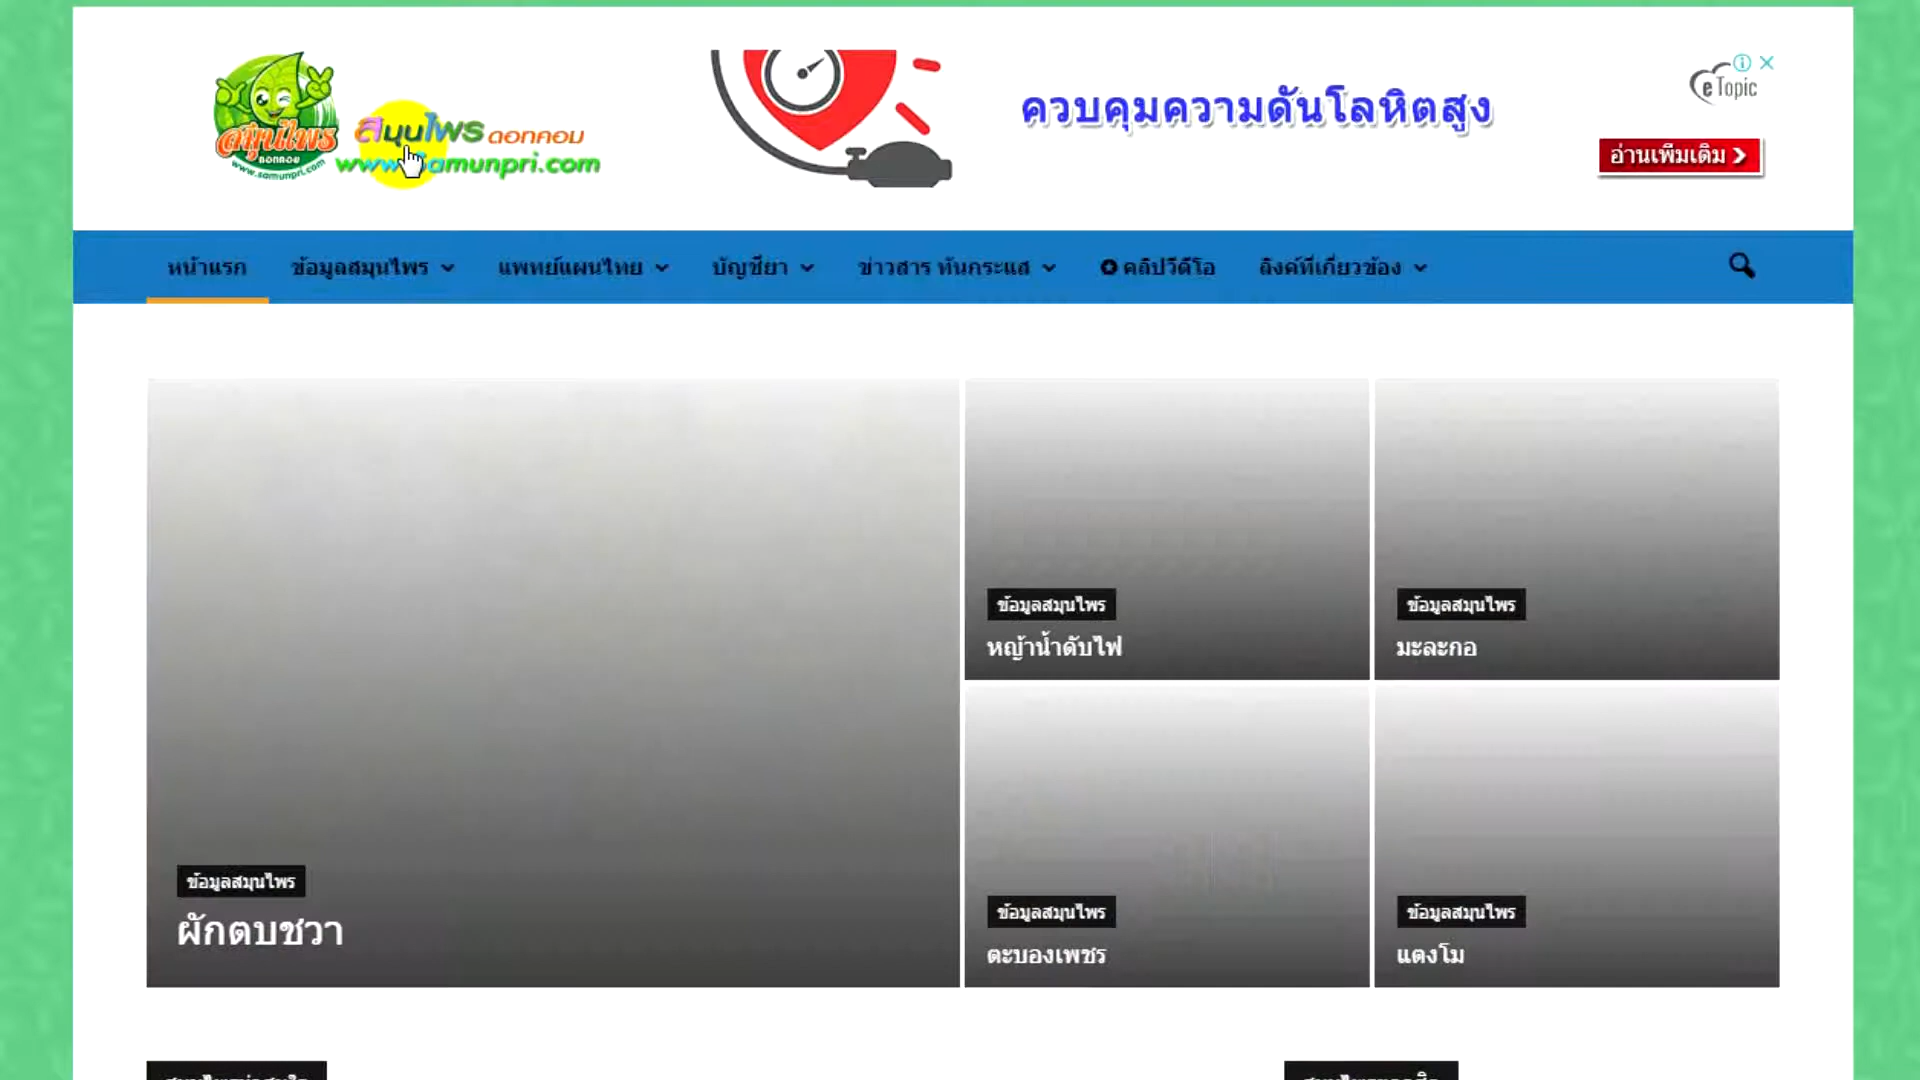 สมุนไพร
ดอกคอม
www.samunpri.com
สมุนไพร ดอกคอม
www.Samunpri.com
ควบคุมความดันโลหิตสูง
eTopic
อ่านเพิ่มเติม
หน้าแรก ข้อมูลสมุนไพร แพทย์แผนไทย บัญชียา ข่าวสาร ทันกระแส คลิปวีดีโอ ลิงค์ที่เกี่ยวข้อง
ข้อมูลสมุนไพร
ผักตบชวา
ข้อมูลสมุนไพร
หญ้าน้ำดับไฟ
ข้อมูลสมุนไพร
มะละกอ
ข้อมูลสมุนไพร
ตะบองเพชร
ข้อมูลสมุนไพร
แตงโม